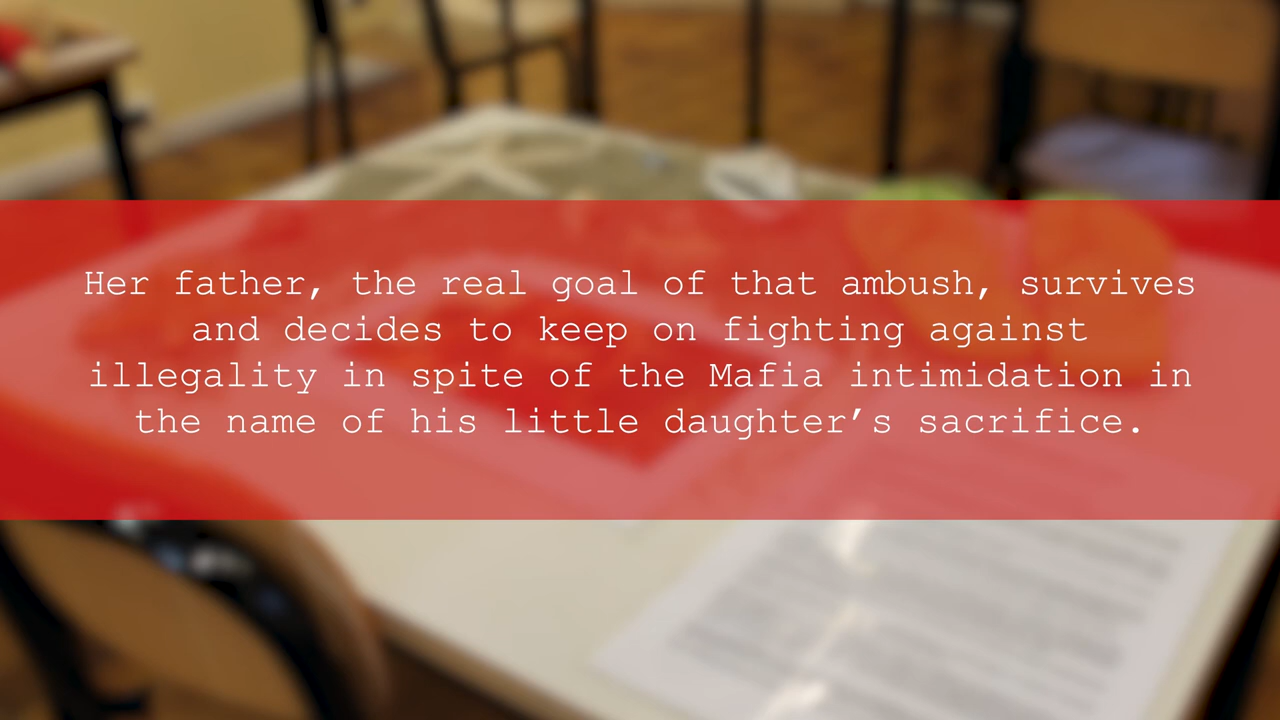 Her father, the real goal of that ambush, survives
and decides to keep on fighting against
illegality in spite of the Mafia intimidation in
the name of his little daughter’s sacrifice.